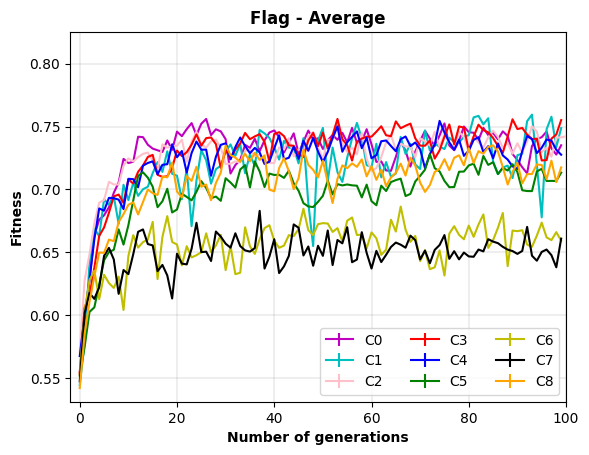 Flag - Average
0.80
0.75
0.70
0.65
0.60
0.55
Fitness
C0 C3 C6
C1 C4 C7
C2 C5 C8
0 20 40 60 80 100
Number of generations